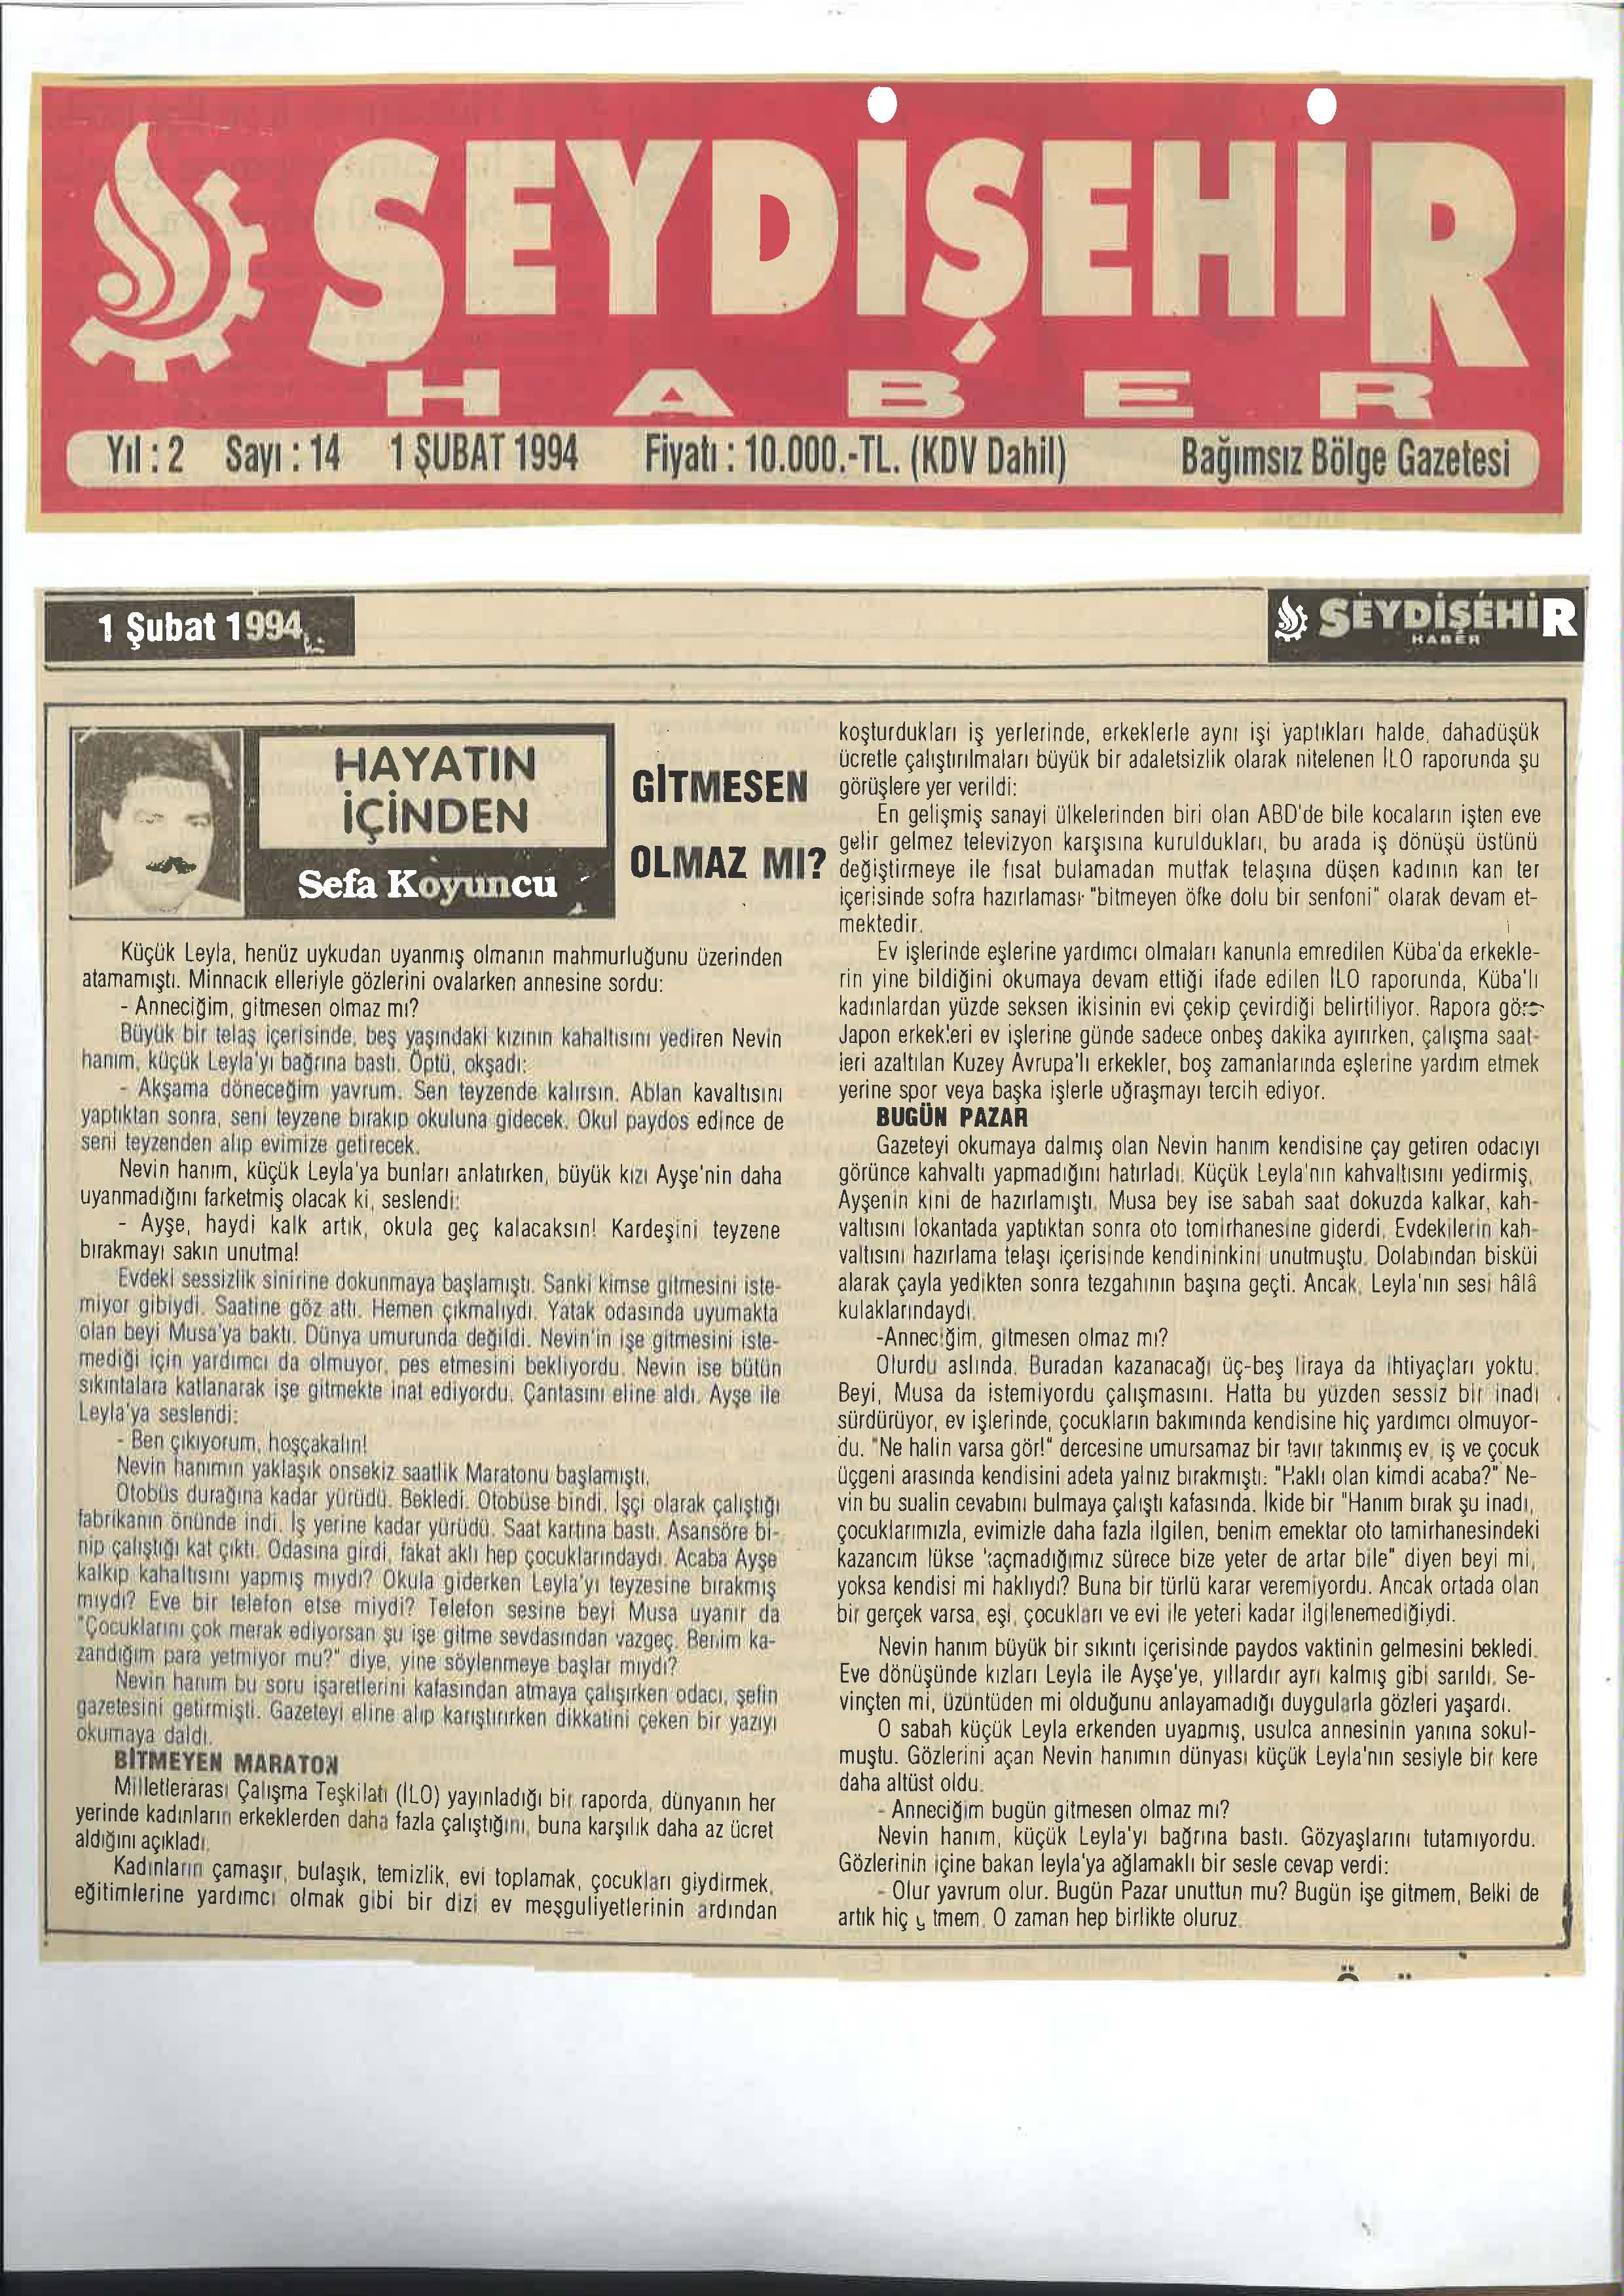 SEYDİŞEHİR
HABER
Yıl : 2 Sayı : 14 1 ŞUBAT 1994 Fiyatı : 10.000.-TL. (KDV Dahil) Bağımsız Bölge Gazetesi
1 Şubat 1994
SEYDİŞEHİR
HABER
HAYATIN
İÇİNDEN
Sefa Koyuncu
GİTMESEN
OLMAZ MI?
Küçük Leyla, henüz uykudan uyanmış olmanın mahmurluğunu üzerinden
atamamıştı. Minnacık elleriyle gözlerini ovalarken annesine sordu:
- Anneciğim, gitmesen olmaz mı?
Büyük bir telaş içerisinde, beş yaşındaki kızının kahaltısını yediren Nevin
hanım, küçük Leyla'yı bağrına bastı. Öptü, okşadı:
- Akşama döneceğim yavrum. Sen teyzende kalırsın. Ablan kavaltısını
yaptıktan sonra, seni teyzene bırakıp okuluna gidecek. Okul paydos edince de
seni teyzenden alıp evimize getirecek.
Nevin hanım, küçük Leyla'ya bunları anlatırken, büyük kızı Ayşe'nin daha
uyanmadığını farketmiş olacak ki, seslendi:
- Ayşe, haydi kalk artık, okula geç kalacaksın! Kardeşini teyzene
bırakmayı sakın unutma!
Evdeki sessizlik sinirine dokunmaya başlamıştı. Sanki kimse gitmesini iste-
miyor gibiydi. Saatine göz attı. Hemen çıkmalıydı. Yatak odasında uyumakta
olan beyi Musa'ya baktı. Dünya umurunda değildi. Nevin'in işe gitmesini iste-
mediği için yardımcı da olmuyor, pes etmesini bekliyordu. Nevin ise bütün
sıkıntalara katlanarak işe gitmekte inat ediyordu. Çantasını eline aldı. Ayşe ile
Leyla'ya seslendi:
- Ben çıkıyorum, hoşçakalın!
Nevin hanımın yaklaşık onsekiz saatlik Maratonu başlamıştı.
Otobüs durağına kadar yürüdü. Bekledi. Otobüse bindi. İşçi olarak çalıştığı
fabrikanın önünde indi. İş yerine kadar yürüdü. Saat kartına bastı. Asansöre bi-
nip çalıştığı kat çıktı. Odasına girdi, fakat aklı hep çocuklarındaydı. Acaba Ayşe
kalkıp kahaltısını yapmış mıydı? Okula giderken Leyla'yı teyzesine bırakmış
mıydı? Eve bir telefon etse miydi? Telefon sesine beyi Musa uyanır da
"Çocuklarını çok merak ediyorsan şu işe gitme sevdasından vazgeç. Benim ka-
zandığım para yetmiyor mu?" diye, yine söylenmeye başlar mıydı?
Nevin hanım bu soru işaretlerini kafasından atmaya çalışırken odacı, şefin
gazetesini getirmişti. Gazeteyi eline alıp karıştırırken dikkatini çeken bir yazıyı
okumaya daldı.
BİTMEYEN MARATON
Milletlerarası Çalışma Teşkilatı (İLO) yayınladığı bir raporda, dünyanın her
yerinde kadınların erkeklerden daha fazla çalıştığını, buna karşılık daha az ücret
aldığını açıkladı.
Kadınların çamaşır, bulaşık, temizlik, evi toplamak, çocukları giydirmek,
eğitimlerine yardımcı olmak gibi bir dizi ev meşguliyetlerinin ardından
koşturdukları iş yerlerinde, erkeklerle aynı işi yaptıkları halde, dahadüşük
ücretle çalıştırılmaları büyük bir adaletsizlik olarak nitelenen İLO raporunda şu
görüşlere yer verildi:
En gelişmiş sanayi ülkelerinden biri olan ABD'de bile kocaların işten eve
gelir gelmez televizyon karşısına kuruldukları, bu arada iş dönüşü üstünü
değiştirmeye ile fısat bulamadan mutfak telaşına düşen kadının kan ter
içerisinde sofra hazırlaması "bitmeyen öfke dolu bir senfoni" olarak devam et-
mektedir.
Ev işlerinde eşlerine yardımcı olmaları kanunla emredilen Küba'da erkekle-
rin yine bildiğini okumaya devam ettiği ifade edilen İLO raporunda, Küba'lı
kadınlardan yüzde seksen ikisinin evi çekip çevirdiği belirtiliyor. Rapora göre
Japon erkekleri ev işlerine günde sadece onbeş dakika ayırırken, çalışma saat-
leri azaltılan Kuzey Avrupa'lı erkekler, boş zamanlarında eşlerine yardım etmek
yerine spor veya başka işlerle uğraşmayı tercih ediyor.
BUGÜN PAZAR
Gazeteyi okumaya dalmış olan Nevin hanım kendisine çay getiren odacıyı
görünce kahvaltı yapmadığını hatırladı. Küçük Leyla'nın kahvaltısını yedirmiş,
Ayşenin kini de hazırlamıştı. Musa bey ise sabah saat dokuzda kalkar, kah-
valtısını lokantada yaptıktan sonra oto tomirhanesine giderdi. Evdekilerin kah-
valtısını hazırlama telaşı içerisinde kendininkini unutmuştu. Dolabından bisküi
alarak çayla yedikten sonra tezgahının başına geçti. Ancak, Leyla'nın sesi hâlâ
kulaklarındaydı.
-Anneciğim, gitmesen olmaz mı?
Olurdu aslında. Buradan kazanacağı üç-beş liraya da ihtiyaçları yoktu.
Beyi, Musa da istemiyordu çalışmasını. Hatta bu yüzden sessiz bir inadı
sürdürüyor, ev işlerinde, çocukların bakımında kendisine hiç yardımcı olmuyor-
du. "Ne halin varsa gör!" dercesine umursamaz bir tavır takınmış ev, iş ve çocuk
üçgeni arasında kendisini adeta yalnız bırakmıştı: "Haklı olan kimdi acaba?" Ne-
vin bu sualin cevabını bulmaya çalıştı kafasında. İkide bir "Hanım bırak şu inadı,
çocuklarımızla, evimizle daha fazla ilgilen, benim emektar oto tamirhanesindeki
kazancım lükse kaçmadığımız sürece bize yeter de artar bile" diyen beyi mi,
yoksa kendisi mi haklıydı? Buna bir türlü karar veremiyordu. Ancak ortada olan
bir gerçek varsa, eşi, çocukları ve evi ile yeteri kadar ilgilenemediğiydi.
Nevin hanım büyük bir sıkıntı içerisinde paydos vaktinin gelmesini bekledi.
Eve dönüşünde kızları Leyla ile Ayşe'ye, yıllardır ayrı kalmış gibi sarıldı. Se-
vinçten mi, üzüntüden mi olduğunu anlayamadığı duygularla gözleri yaşardı.
O sabah küçük Leyla erkenden uyanmış, usulca annesinin yanına sokul-
muştu. Gözlerini açan Nevin hanımın dünyası küçük Leyla'nın sesiyle bir kere
daha altüst oldu.
- Anneciğim bugün gitmesen olmaz mı?
Nevin hanım, küçük Leyla'yı bağrına bastı. Gözyaşlarını tutamıyordu.
Gözlerinin içine bakan leyla'ya ağlamaklı bir sesle cevap verdi:
- Olur yavrum olur. Bugün Pazar unuttun mu? Bugün işe gitmem, Belki de
artık hiç O zaman hep birlikte oluruz.